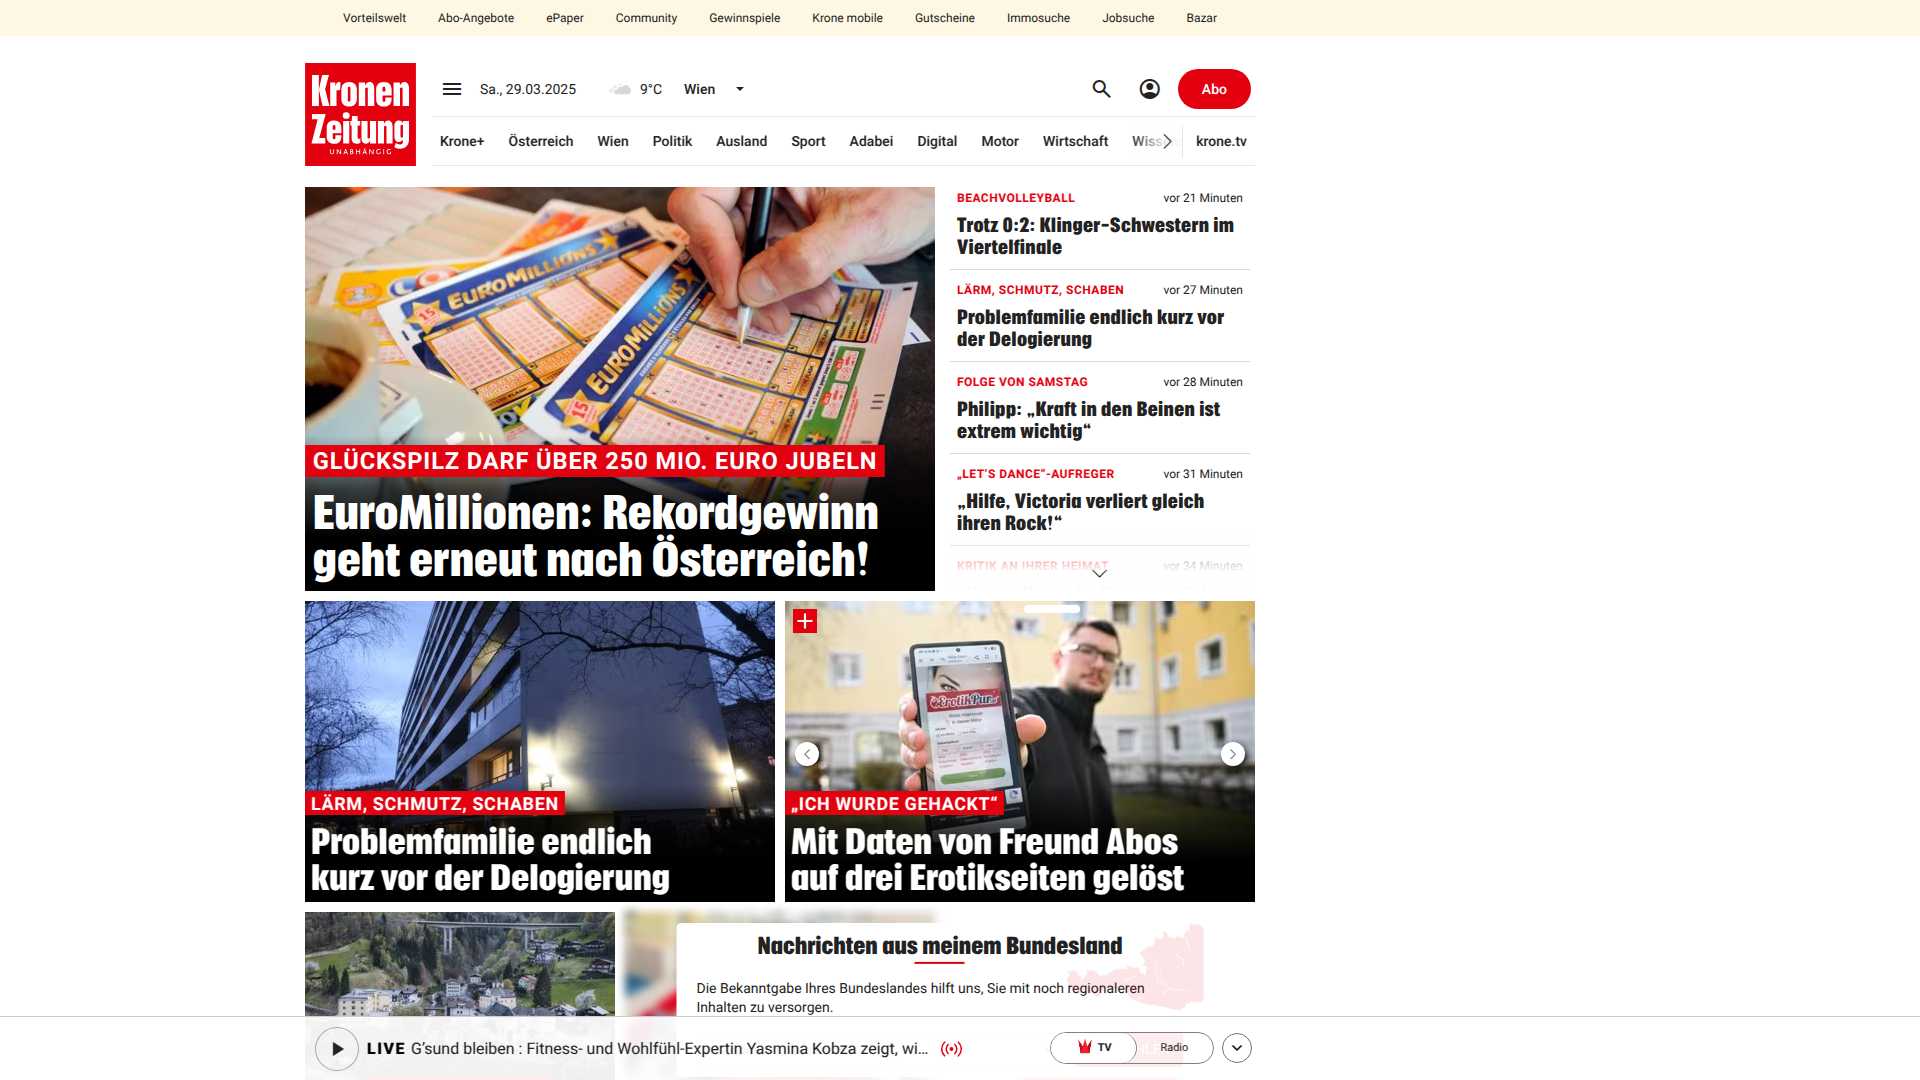 Vorteilswelt Abo-Angebote ePaper Community Gewinnspiele Krone mobile Gutscheine Immosuche Jobsuche Bazar
Kronen
Zeitung
UNABHÄNGIG
Sa., 29.03.2025 9°C Wien
Abo
Krone+ Österreich Wien Politik Ausland Sport Adabei Digital Motor Wirtschaft Wiss krone.tv
EUROMILLIONS
EUROMILLIONS
15
15
GLÜCKSPILZ DARF ÜBER 250 MIO. EURO JUBELN
EuroMillionen: Rekordgewinn
geht erneut nach Österreich!
BEACHVOLLEYBALL vor 21 Minuten
Trotz 0:2: Klinger-Schwestern im
Viertelfinale
LÄRM, SCHMUTZ, SCHABEN vor 27 Minuten
Problemfamilie endlich kurz vor
der Delogierung
FOLGE VON SAMSTAG vor 28 Minuten
Philipp: „Kraft in den Beinen ist
extrem wichtig“
„LET’S DANCE“-AUFREGER vor 31 Minuten
„Hilfe, Victoria verliert gleich
ihren Rock!“
KRITIK AN IHRER HEIMAT vor 34 Minuten
LÄRM, SCHMUTZ, SCHABEN
Problemfamilie endlich
kurz vor der Delogierung
ErotikPur
„ICH WURDE GEHACKT“
Mit Daten von Freund Abos
auf drei Erotikseiten gelöst
Nachrichten aus meinem Bundesland
Die Bekanntgabe Ihres Bundeslandes hilft uns, Sie mit noch regionaleren
Inhalten zu versorgen.
LIVE G’sund bleiben : Fitness- und Wohlfühl-Expertin Yasmina Kobza zeigt, wi...
TV Radio